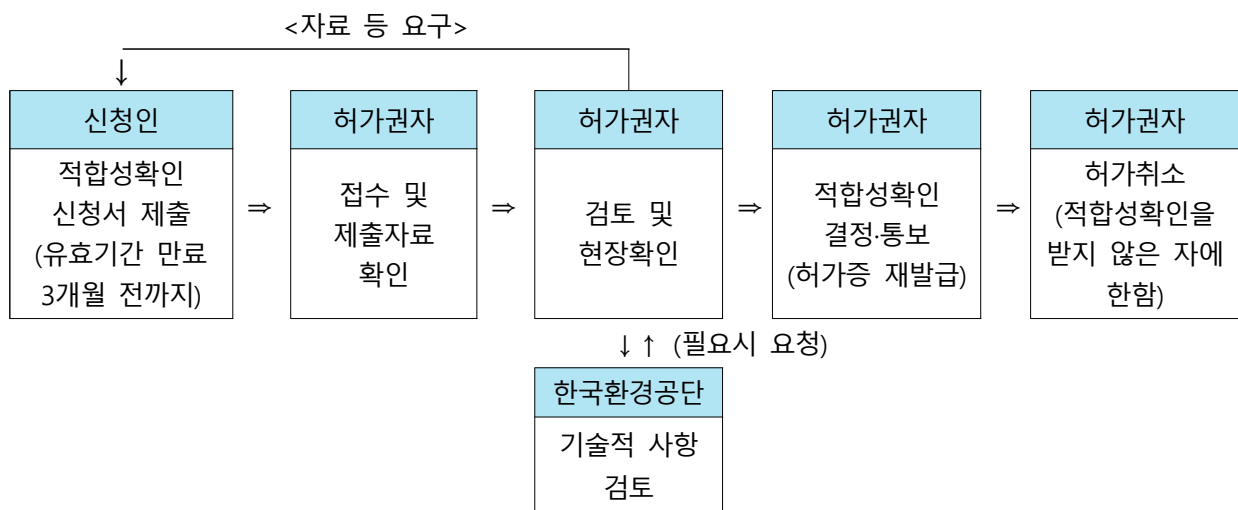 <자료 등 요구>
↓
신청인
적합성확인
신청서 제출
(유효기간 만료
3개월 전까지)
⇒
허가권자
접수 및
제출자료
확인
⇒
허가권자
검토 및
현장확인
⇒
허가권자
적합성확인
결정·통보
(허가증 재발급)
⇒
허가권자
허가취소
(적합성확인을
받지 않은 자에
한함)
↓ ↑ (필요시 요청)
한국환경공단
기술적 사항
검토